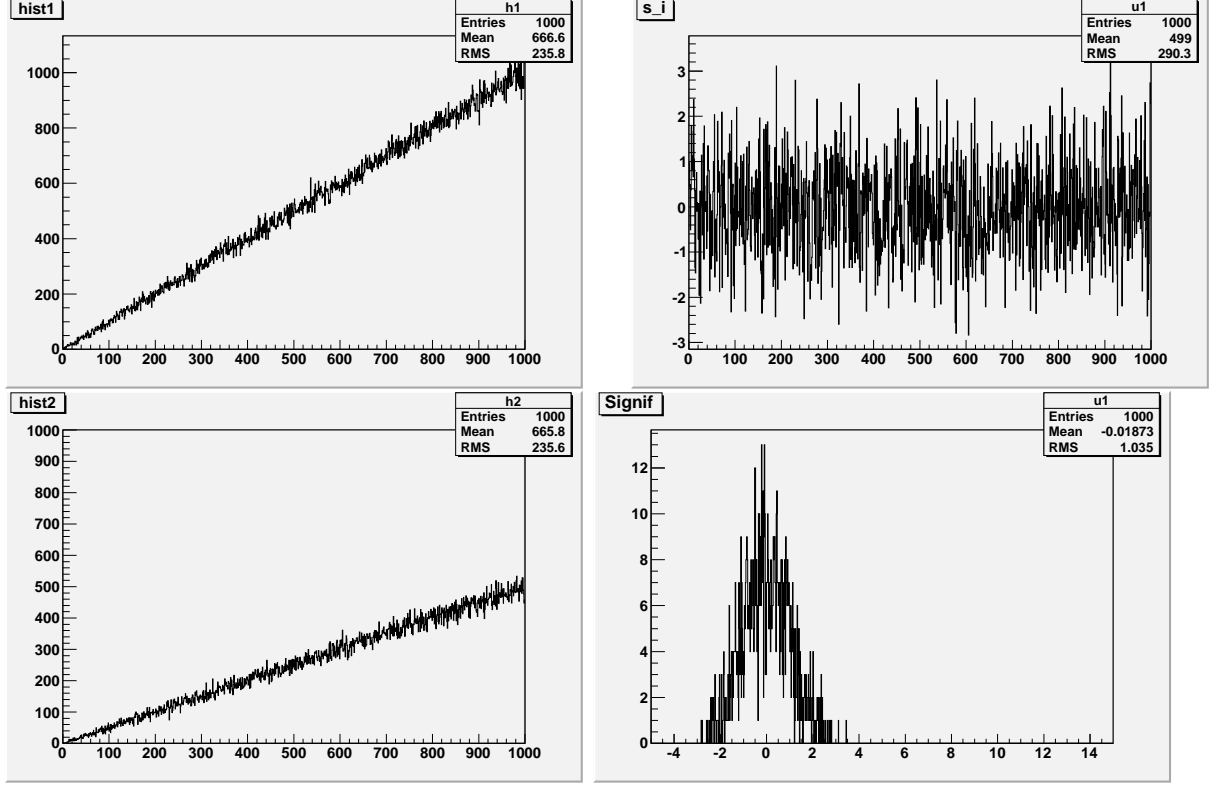 hist1
h1
Entries 1000
Mean 666.6
RMS 235.8
1000
800
600
400
200
0
0 100 200 300 400 500 600 700 800 900 1000
s_i
u1
Entries 1000
Mean 499
RMS 290.3
3
2
1
0
-1
-2
-3
0 100 200 300 400 500 600 700 800 900 1000
hist2
h2
Entries 1000
Mean 665.8
RMS 235.6
1000
900
800
700
600
500
400
300
200
100
0
0 100 200 300 400 500 600 700 800 900 1000
Signif
u1
Entries 1000
Mean -0.01873
RMS 1.035
12
10
8
6
4
2
0
-4 -2 0 2 4 6 8 10 12 14